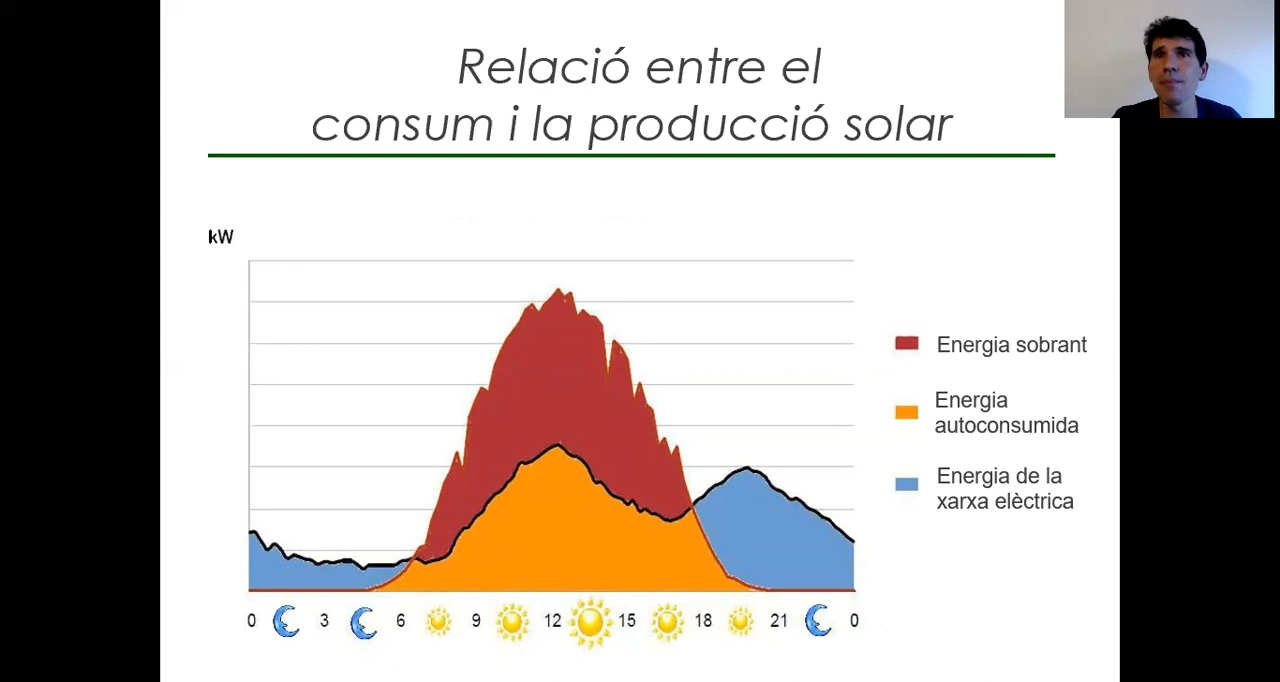 Relació entre el
consum i la producció solar
kW
Energia sobrant
Energia
autoconsumida
Energia de la
xarxa elèctrica
0 3 6 9 12 15 18 21 0